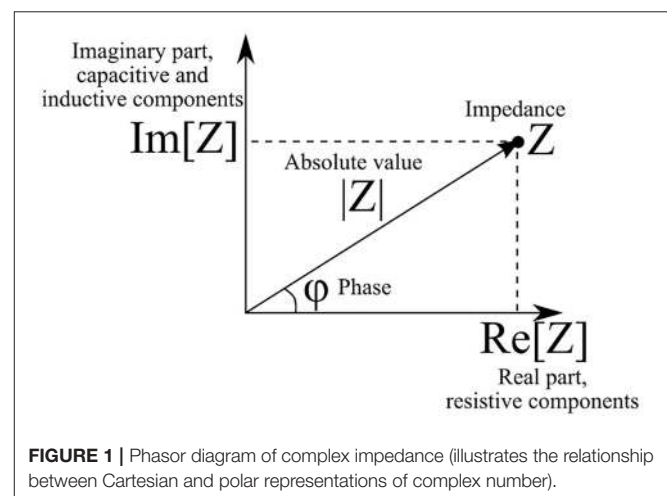 Imaginary part,
capacitive and
inductive components
Im[Z]
Impedance
Z
Absolute value
|Z|
φ Phase
Re[Z]
Real part,
resistive components
FIGURE 1 | Phasor diagram of complex impedance (illustrates the relationship
between Cartesian and polar representations of complex number).